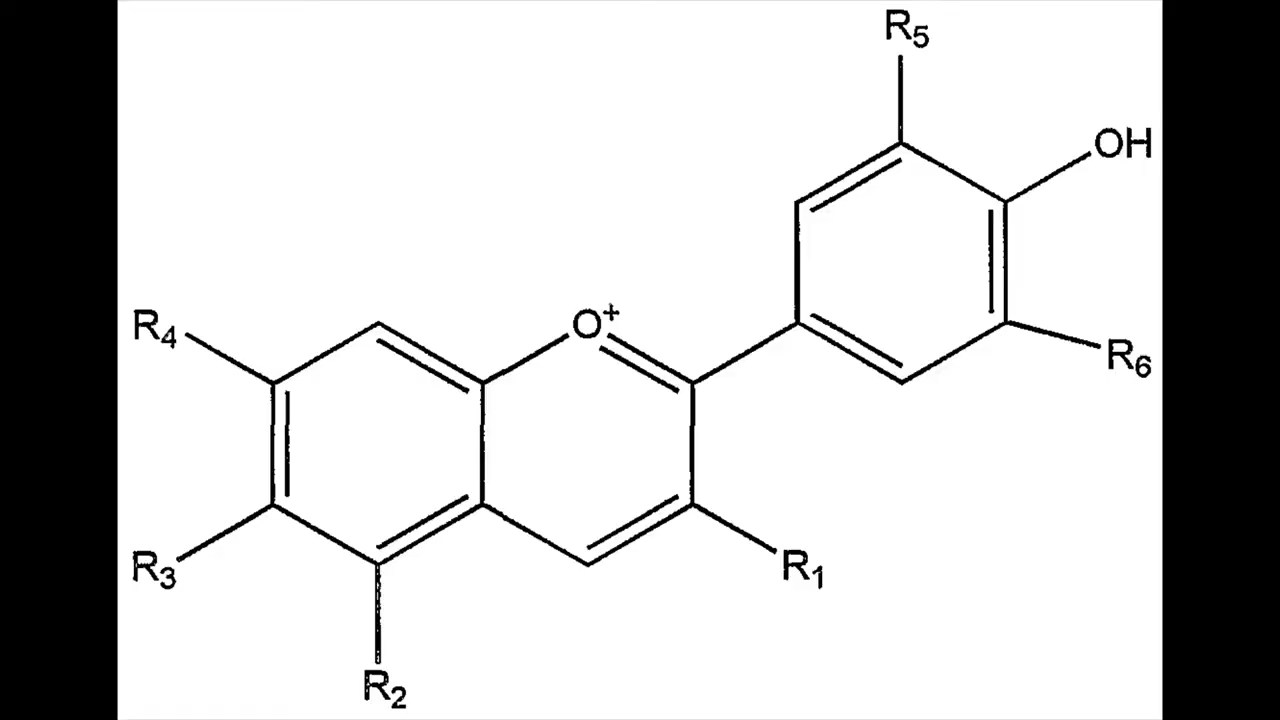 R₅
OH
R₄
O⁺
R₆
R₃
R₁
R₂